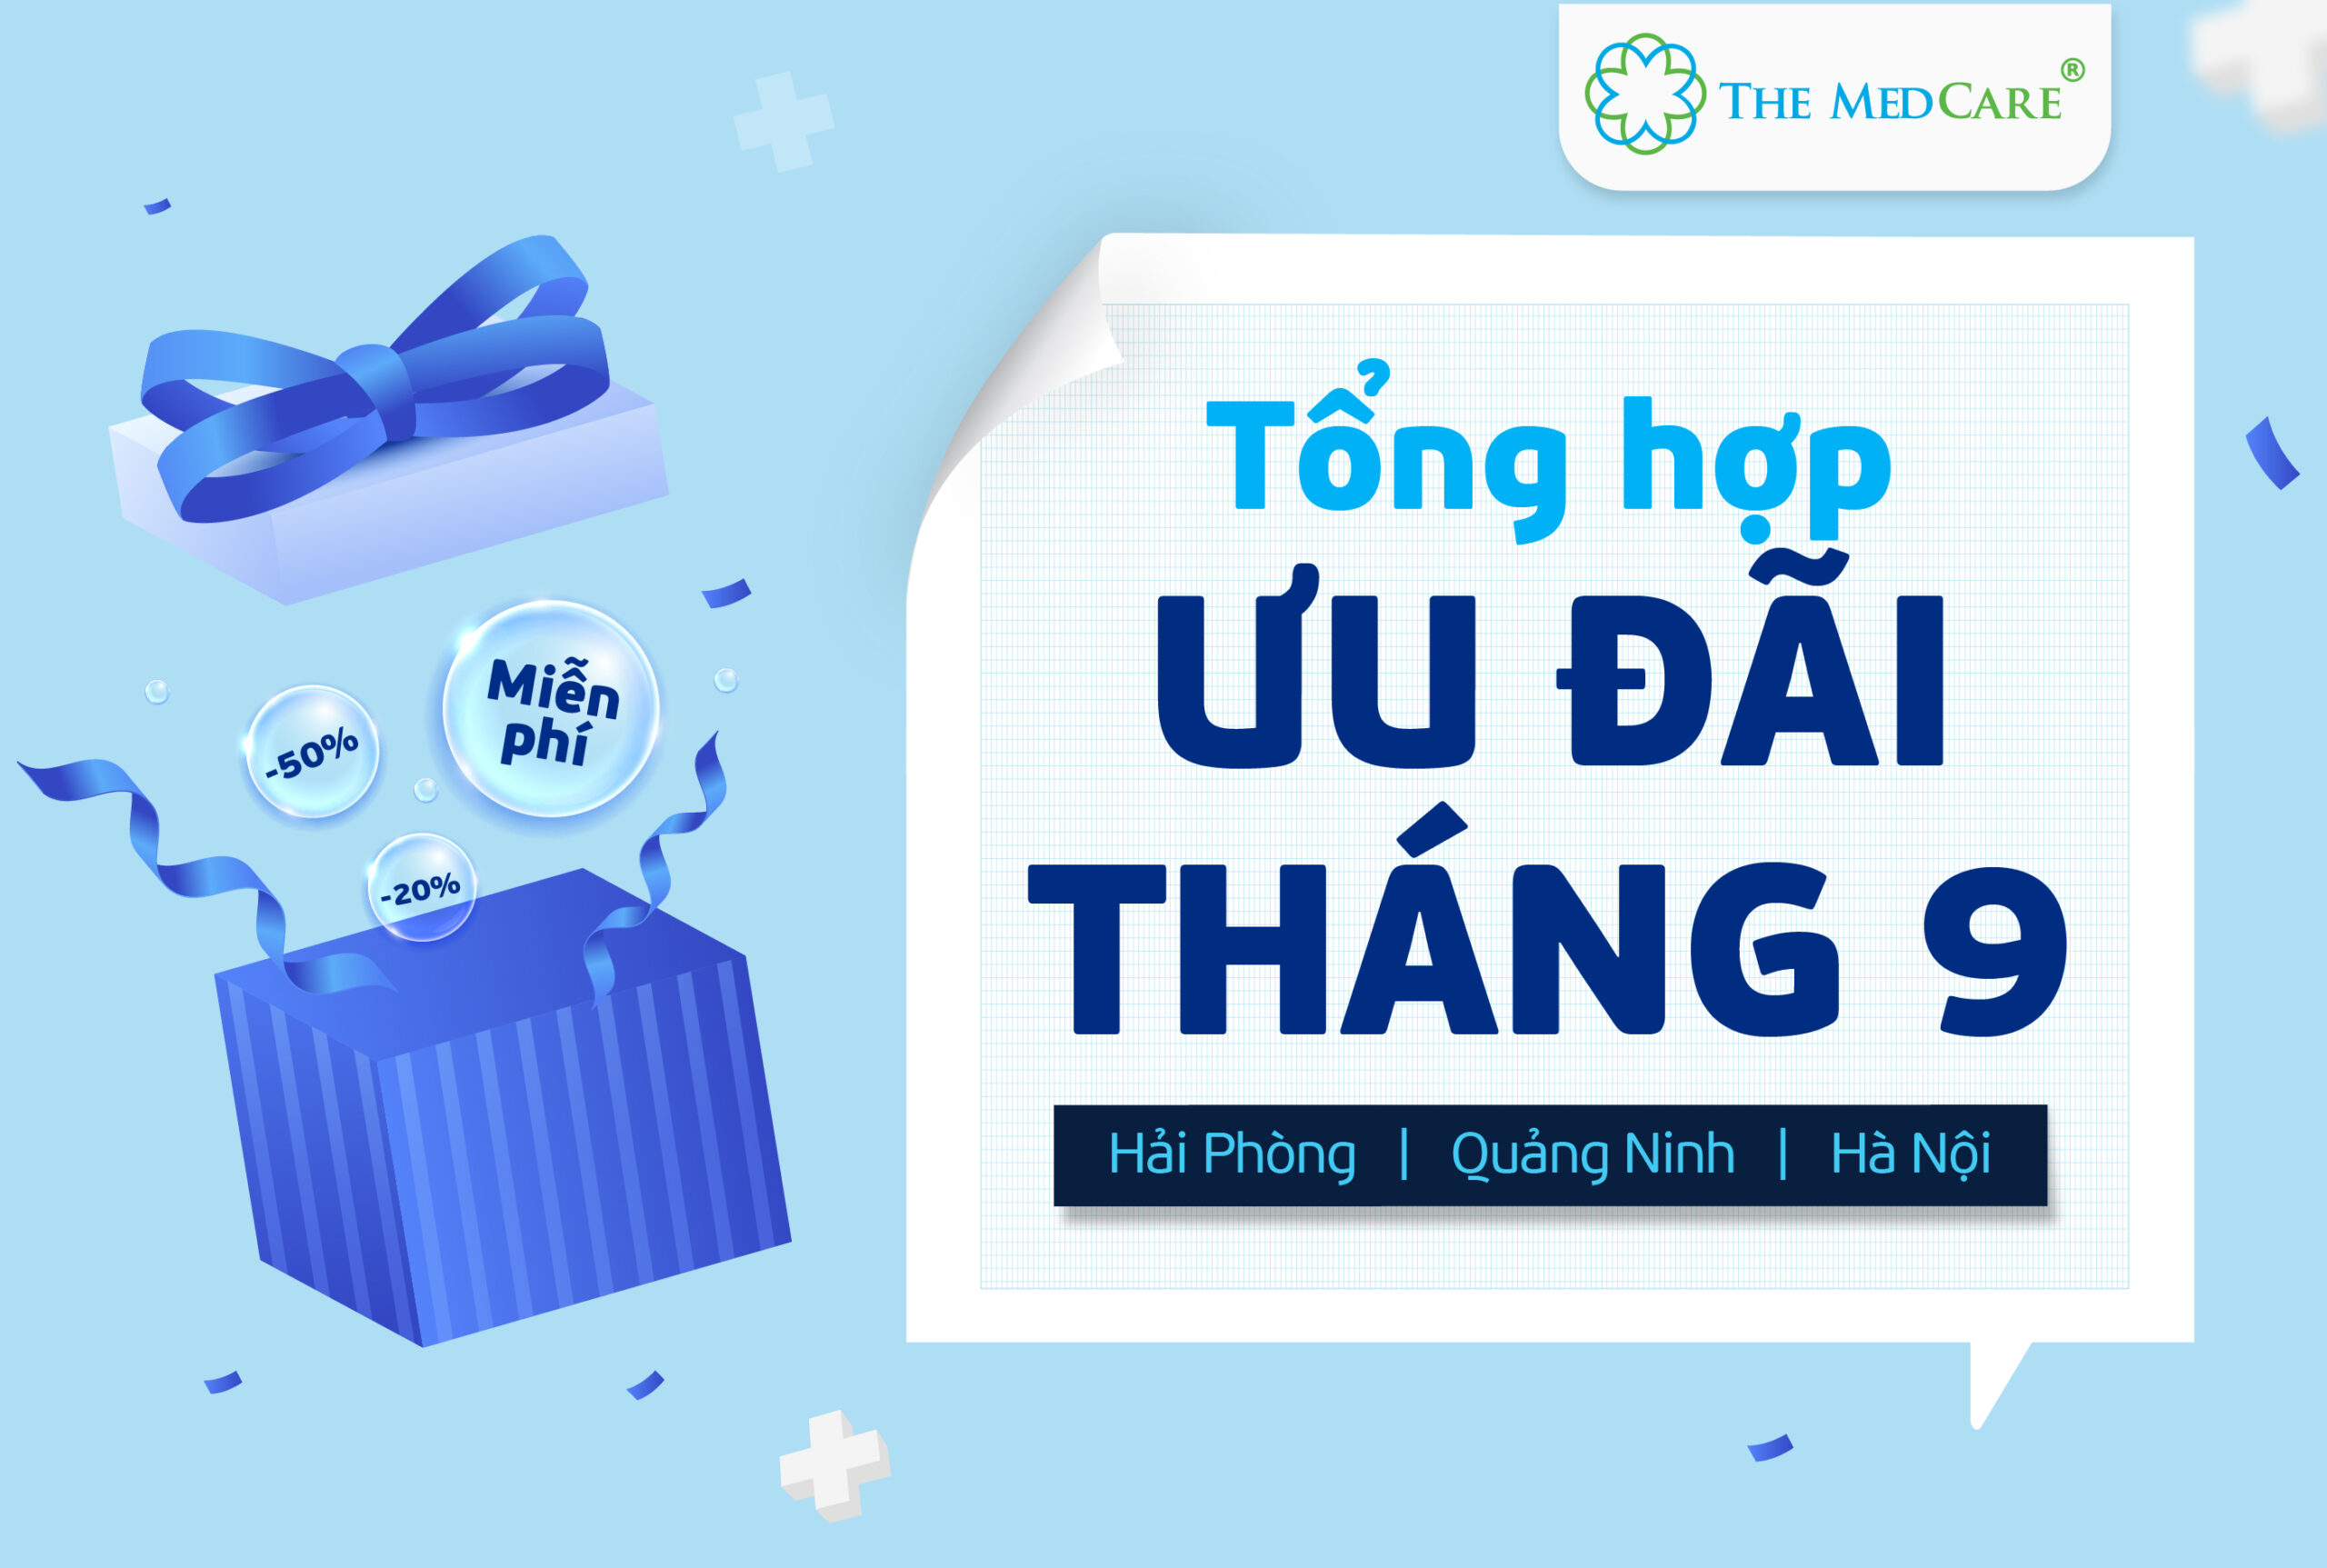 THE MEDCARE®
Tổng hợp
ƯU ĐÃI
THÁNG 9
Hải Phòng | Quảng Ninh | Hà Nội
Miễn
phí
-50%
-20%